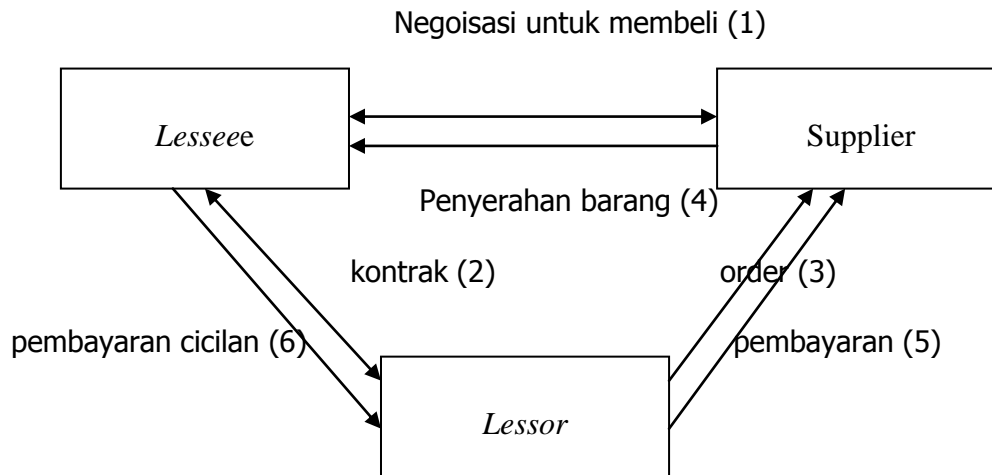 Negoisasi untuk membeli (1)
Lesseee
Supplier
Penyerahan barang (4)
kontrak (2)
order (3)
pembayaran cicilan (6)
pembayaran (5)
Lessor